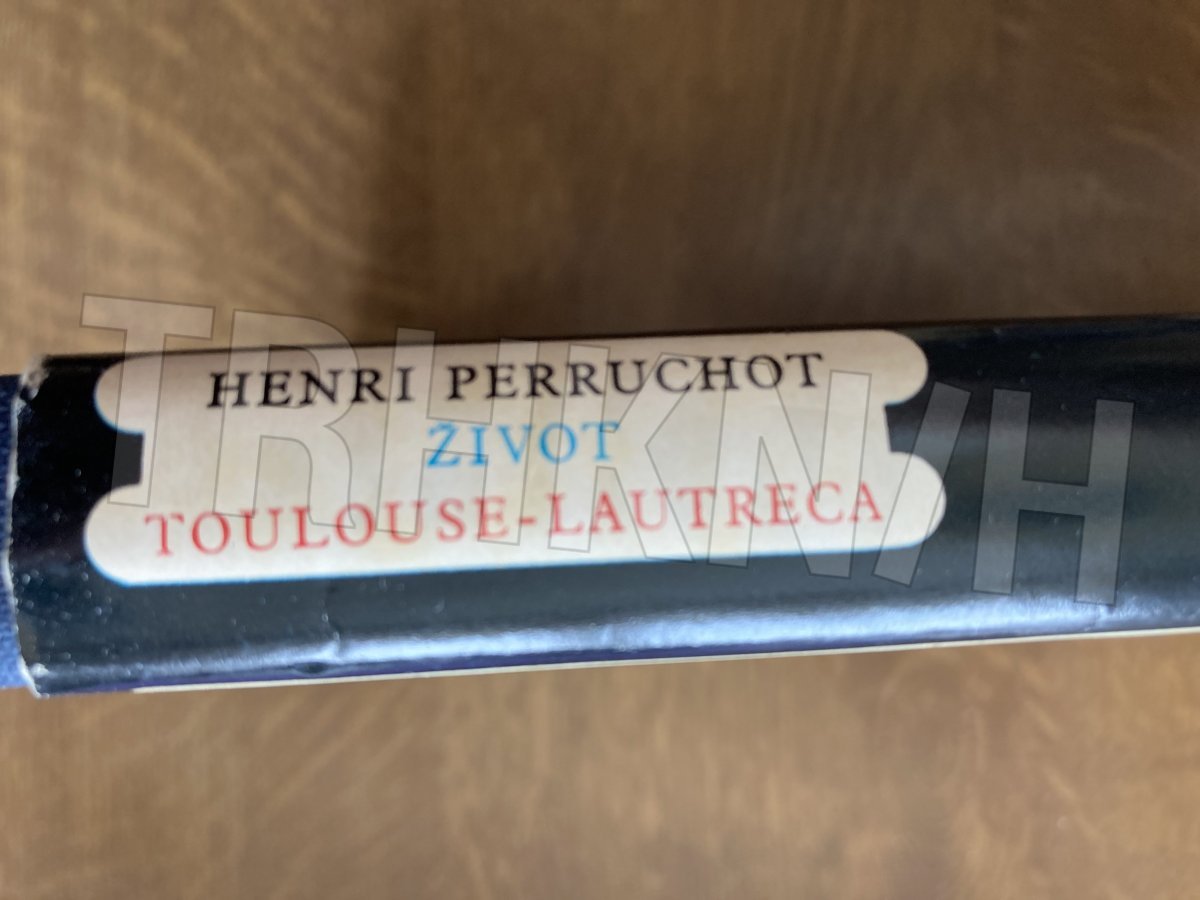 HENRI PERRUCHOT
ŽIVOT
TOULOUSE-LAUTRECA
TRHKNIH